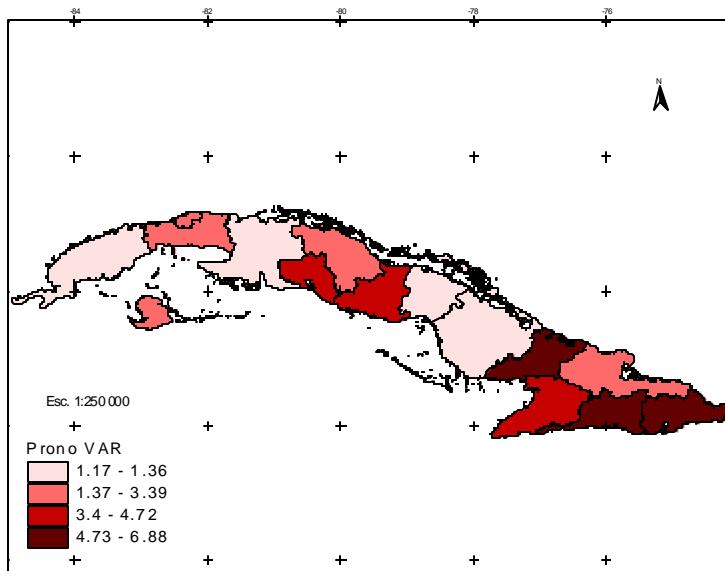 -84 -82 -80 -78 -76
N
Esc. 1:250 000
Prono VAR
1.17 - 1.36
1.37 - 3.39
3.4 - 4.72
4.73 - 6.88